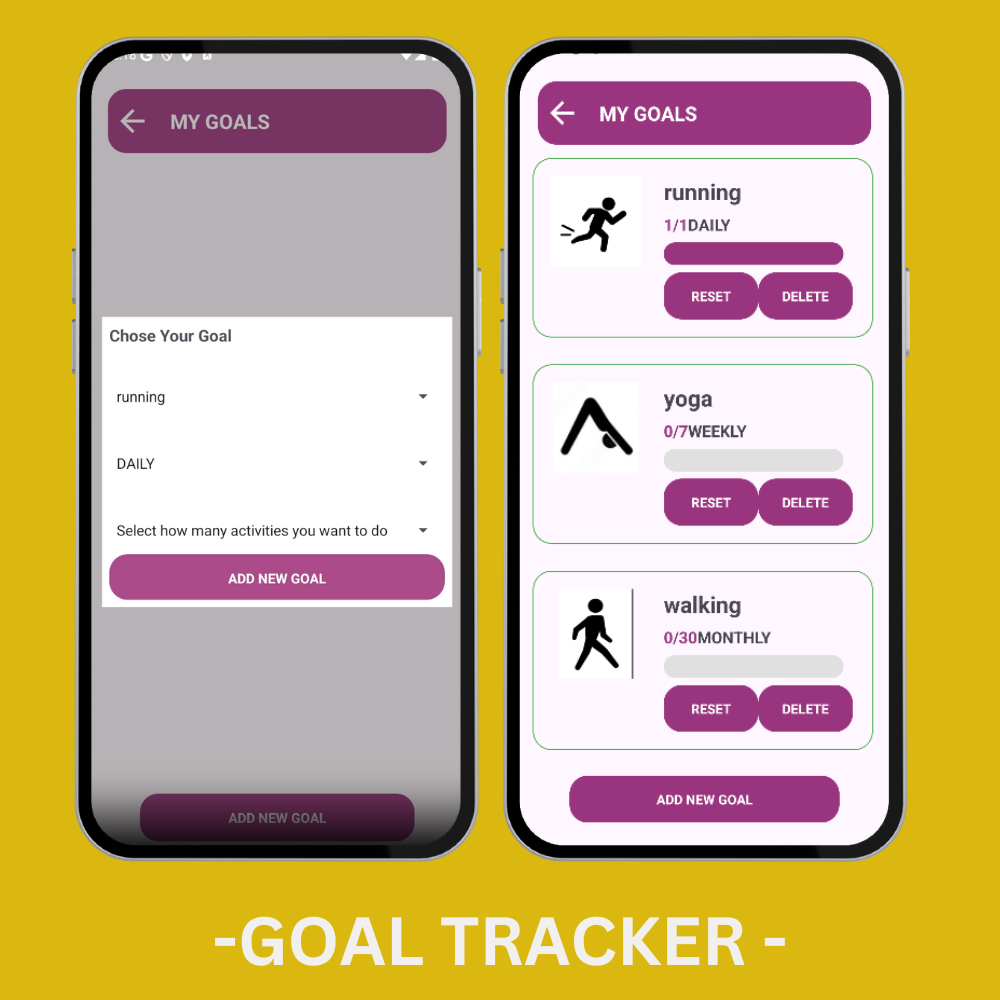 MY GOALS
Chose Your Goal
running
DAILY
Select how many activities you want to do
ADD NEW GOAL
ADD NEW GOAL
MY GOALS
running
1/1DAILY
RESET DELETE
yoga
0/7WEEKLY
RESET DELETE
walking
0/30MONTHLY
RESET DELETE
ADD NEW GOAL
-GOAL TRACKER -